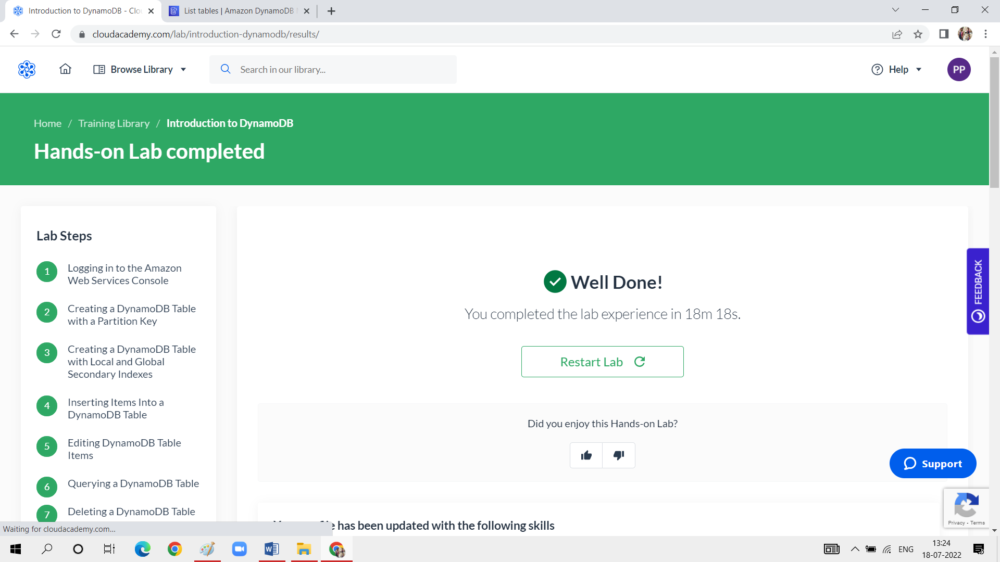 Introduction to DynamoDB - Clo
List tables | Amazon DynamoDB
cloudacademy.com/lab/introduction-dynamodb/results/
Browse Library
Search in our library...
Help
PP
Home / Training Library / Introduction to DynamoDB
Hands-on Lab completed
Lab Steps
1 Logging in to the Amazon
Web Services Console
2 Creating a DynamoDB Table
with a Partition Key
3 Creating a DynamoDB Table
with Local and Global
Secondary Indexes
4 Inserting Items Into a
DynamoDB Table
5 Editing DynamoDB Table
Items
6 Querying a DynamoDB Table
7 Deleting a DynamoDB Table
Well Done!
You completed the lab experience in 18m 18s.
Restart Lab
Did you enjoy this Hands-on Lab?
has been updated with the following skills
FEEDBACK
Support
Privacy - Terms
Waiting for cloudacademy.com...
ENG
13:24
18-07-2022